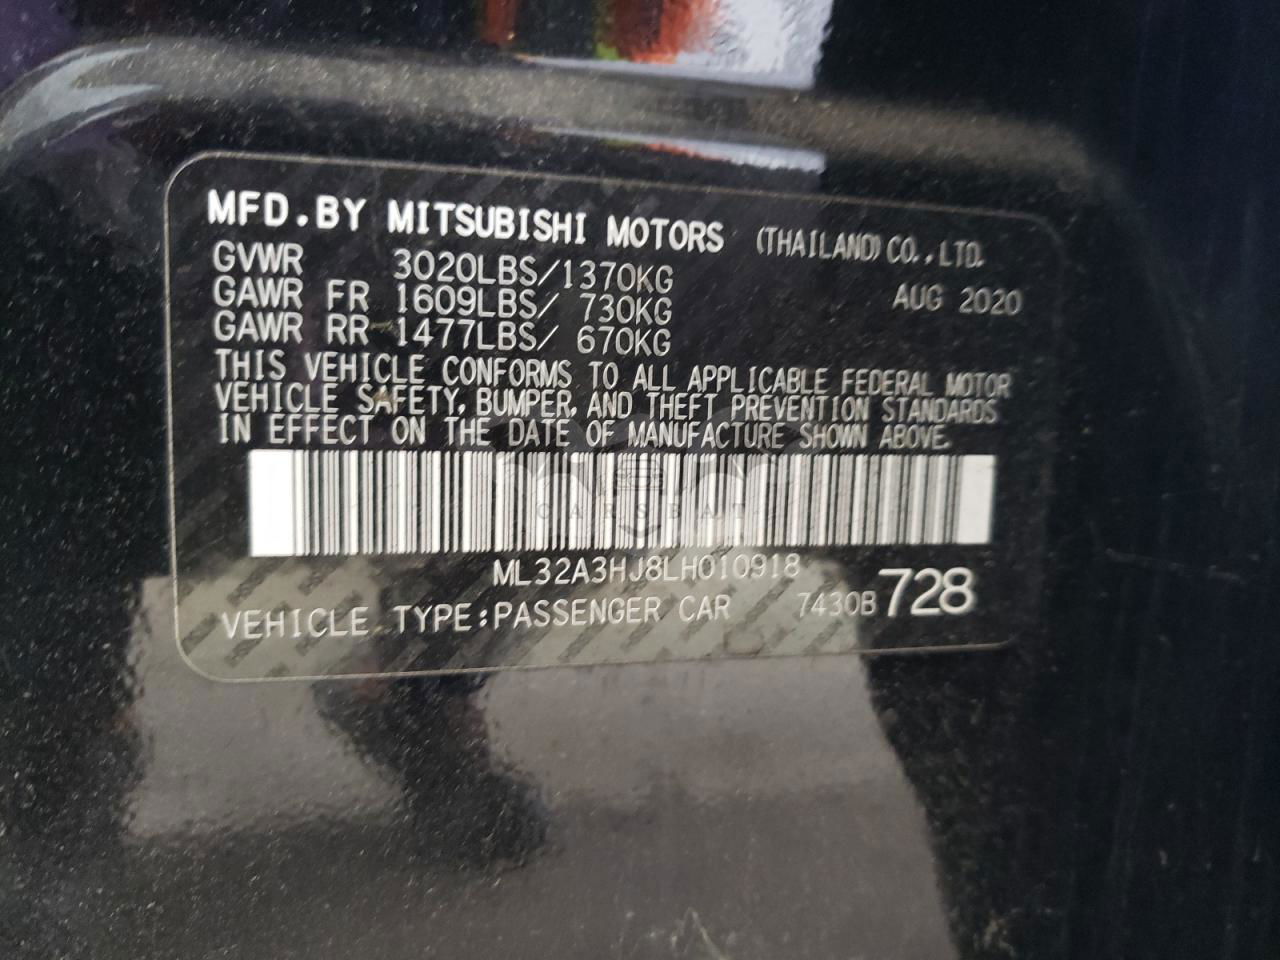 MFD.BY MITSUBISHI MOTORS (THAILAND) CO.,LTD.
GVWR 3020LBS/1370KG
AUG 2020
GAWR FR 1609LBS/ 730KG
GAWR RR 1477LBS/ 670KG
THIS VEHICLE CONFORMS TO ALL APPLICABLE FEDERAL MOTOR
VEHICLE SAFETY, BUMPER, AND THEFT PREVENTION STANDARDS
IN EFFECT ON THE DATE OF MANUFACTURE SHOWN ABOVE.
CARSBAT
ML32A3HJ8LH010918
VEHICLE TYPE:PASSENGER CAR 7430B 728